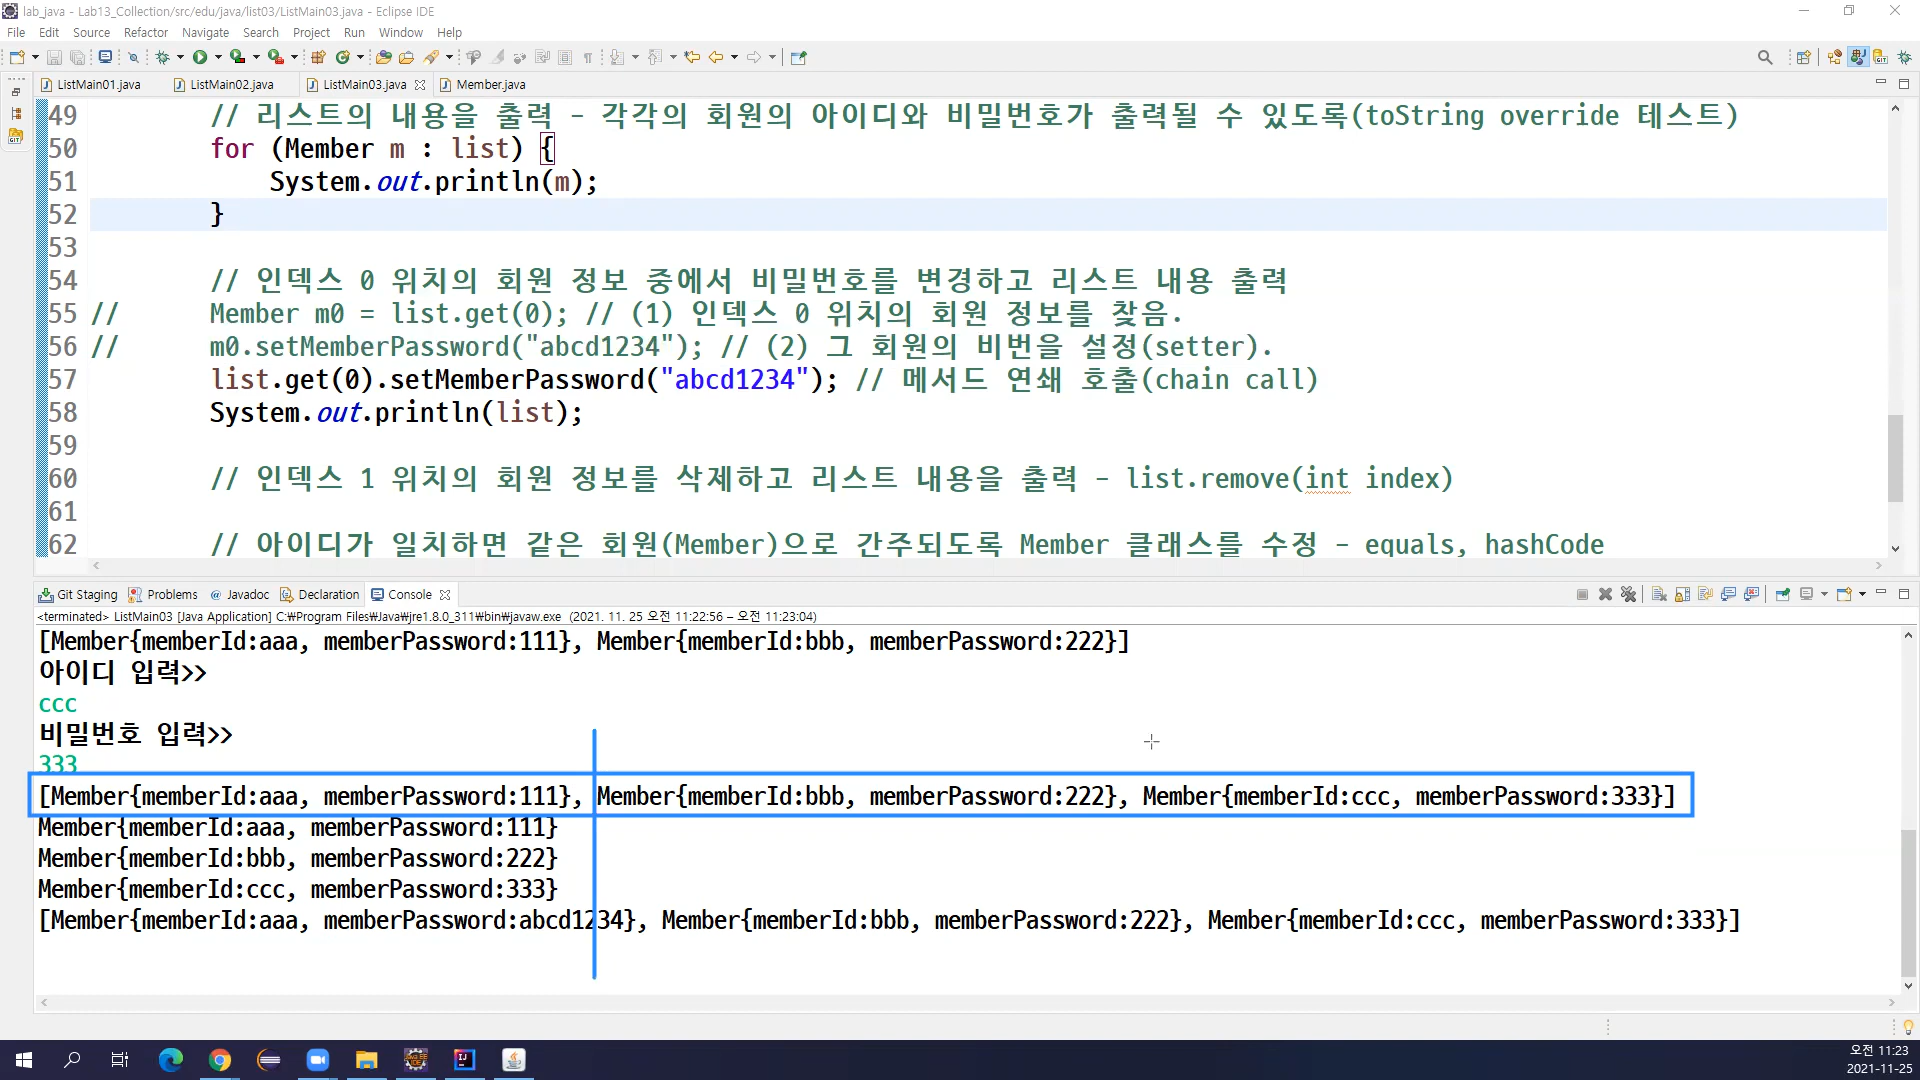 lab_java - Lab13_Collection/src/edu/java/list03/ListMain03.java - Eclipse IDE
File Edit Source Refactor Navigate Search Project Run Window Help
ListMain01.java ListMain02.java ListMain03.java Member.java
49 // 리스트의 내용을 출력 - 각각의 회원의 아이디와 비밀번호가 출력될 수 있도록(toString override 테스트)
50 for (Member m : list) {
51 System.out.println(m);
52 }
53
54 // 인덱스 0 위치의 회원 정보 중에서 비밀번호를 변경하고 리스트 내용 출력
55 // Member m0 = list.get(0); // (1) 인덱스 0 위치의 회원 정보를 찾음.
56 // m0.setMemberPassword("abcd1234"); // (2) 그 회원의 비번을 설정(setter).
57 list.get(0).setMemberPassword("abcd1234"); // 메서드 연쇄 호출(chain call)
58 System.out.println(list);
59
60 // 인덱스 1 위치의 회원 정보를 삭제하고 리스트 내용을 출력 - list.remove(int index)
61
62 // 아이디가 일치하면 같은 회원(Member)으로 간주되도록 Member 클래스를 수정 - equals, hashCode
Git Staging Problems @ Javadoc Declaration Console
<terminated> ListMain03 [Java Application] C:₩Program Files₩Java₩jre1.8.0_311₩bin₩javaw.exe (2021. 11. 25 오전 11:22:56 – 오전 11:23:04)
[Member{memberId:aaa, memberPassword:111}, Member{memberId:bbb, memberPassword:222}]
아이디 입력>>
ccc
비밀번호 입력>>
333
[Member{memberId:aaa, memberPassword:111}, Member{memberId:bbb, memberPassword:222}, Member{memberId:ccc, memberPassword:333}]
Member{memberId:aaa, memberPassword:111}
Member{memberId:bbb, memberPassword:222}
Member{memberId:ccc, memberPassword:333}
[Member{memberId:aaa, memberPassword:abcd1234}, Member{memberId:bbb, memberPassword:222}, Member{memberId:ccc, memberPassword:333}]
오전 11:23
2021-11-25